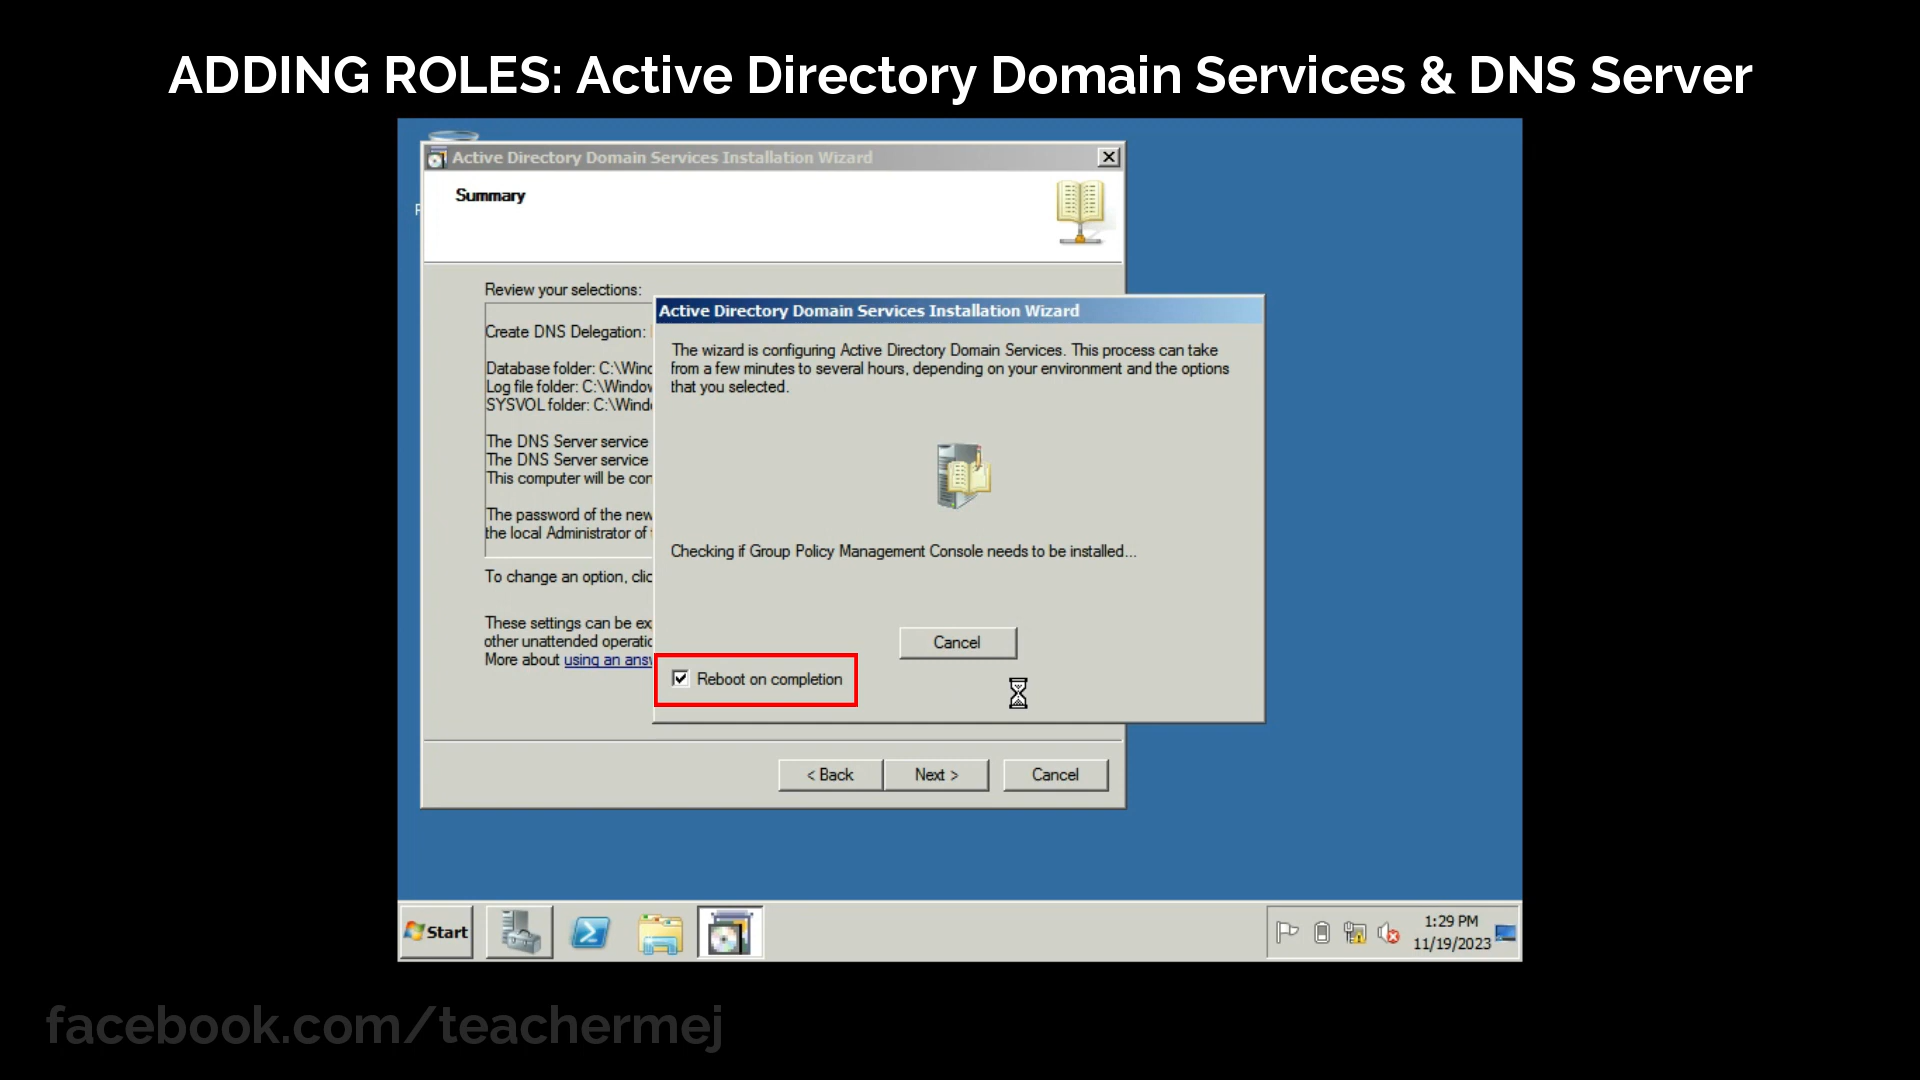 ADDING ROLES: Active Directory Domain Services & DNS Server
Active Directory Domain Services Installation Wizard
Summary
Review your selections:
Create DNS Delegation:
Database folder: C:\Wind
Log file folder: C:\Window
SYSVOL folder: C:\Wind
The DNS Server service
The DNS Server service
This computer will be con
The password of the new
the local Administrator of
To change an option, clic
These settings can be ex
other unattended operatio
More about using an answ
Active Directory Domain Services Installation Wizard
The wizard is configuring Active Directory Domain Services. This process can take
from a few minutes to several hours, depending on your environment and the options
that you selected.
Checking if Group Policy Management Console needs to be installed...
Cancel
Reboot on completion
< Back
Next >
Cancel
Start
1:29 PM
11/19/2023
facebook.com/teachermej